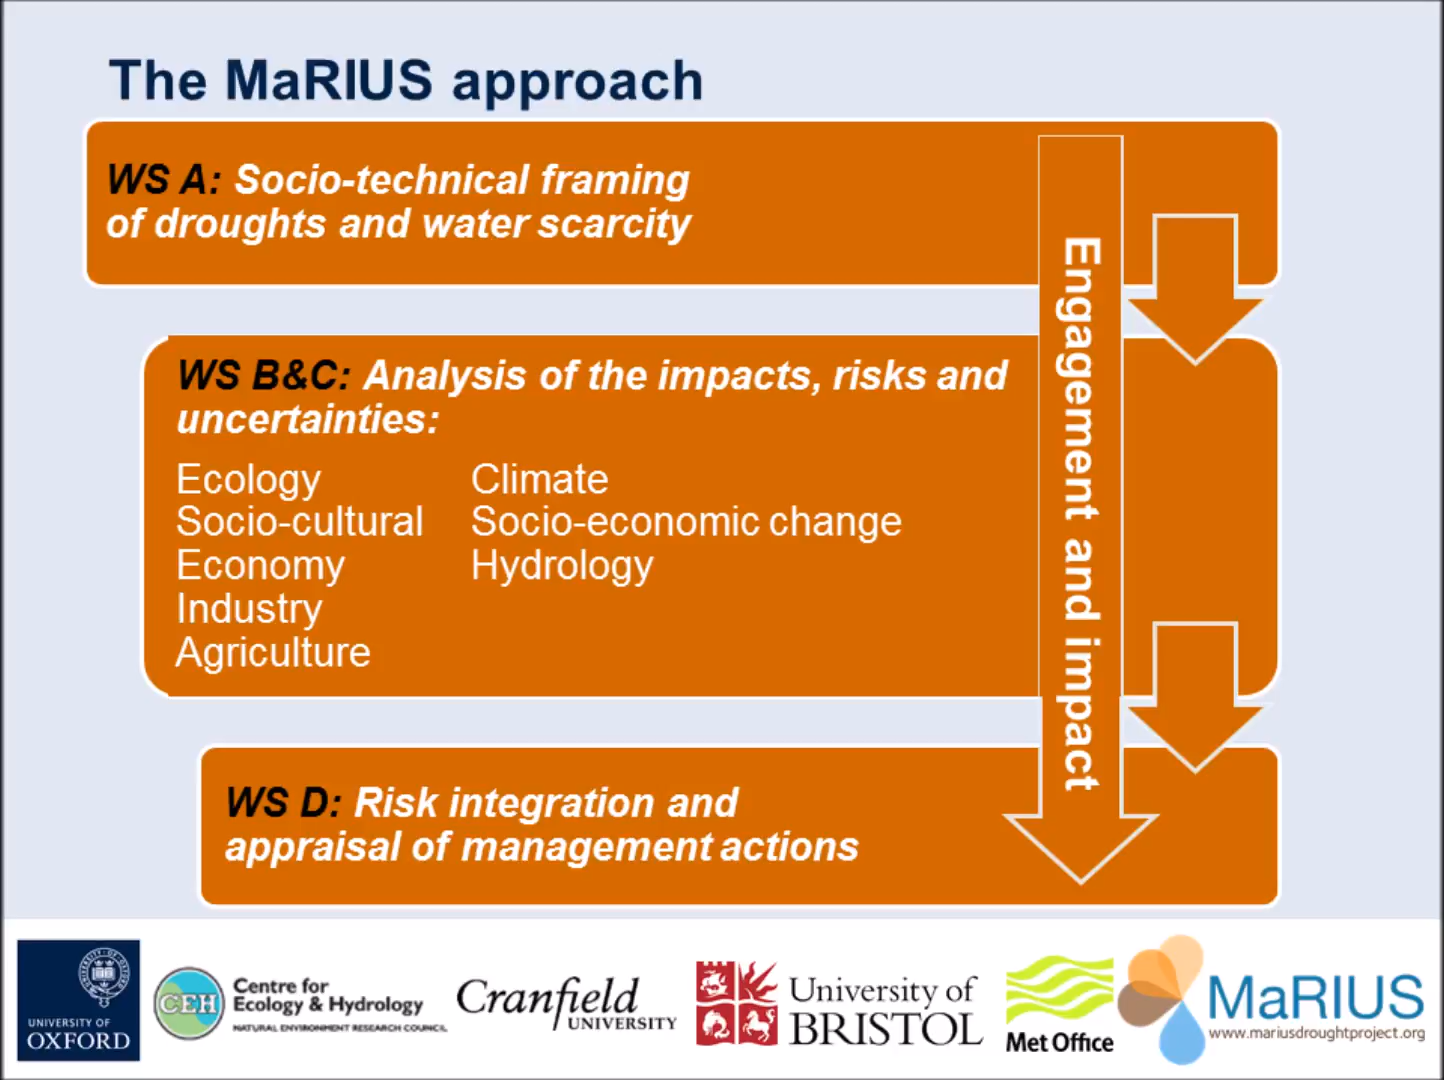 The MaRIUS approach
WS A: Socio-technical framing
of droughts and water scarcity
WS B&C: Analysis of the impacts, risks and
uncertainties:
Ecology
Socio-cultural
Economy
Industry
Agriculture
Climate
Socio-economic change
Hydrology
Engagement and impact
WS D: Risk integration and
appraisal of management actions
UNIVERSITY OF
OXFORD
CEH
Centre for
Ecology & Hydrology
NATURAL ENVIRONMENT RESEARCH COUNCIL
Cranfield
UNIVERSITY
University of
BRISTOL
Met Office
MaRIUS
www.mariusdroughtproject.org